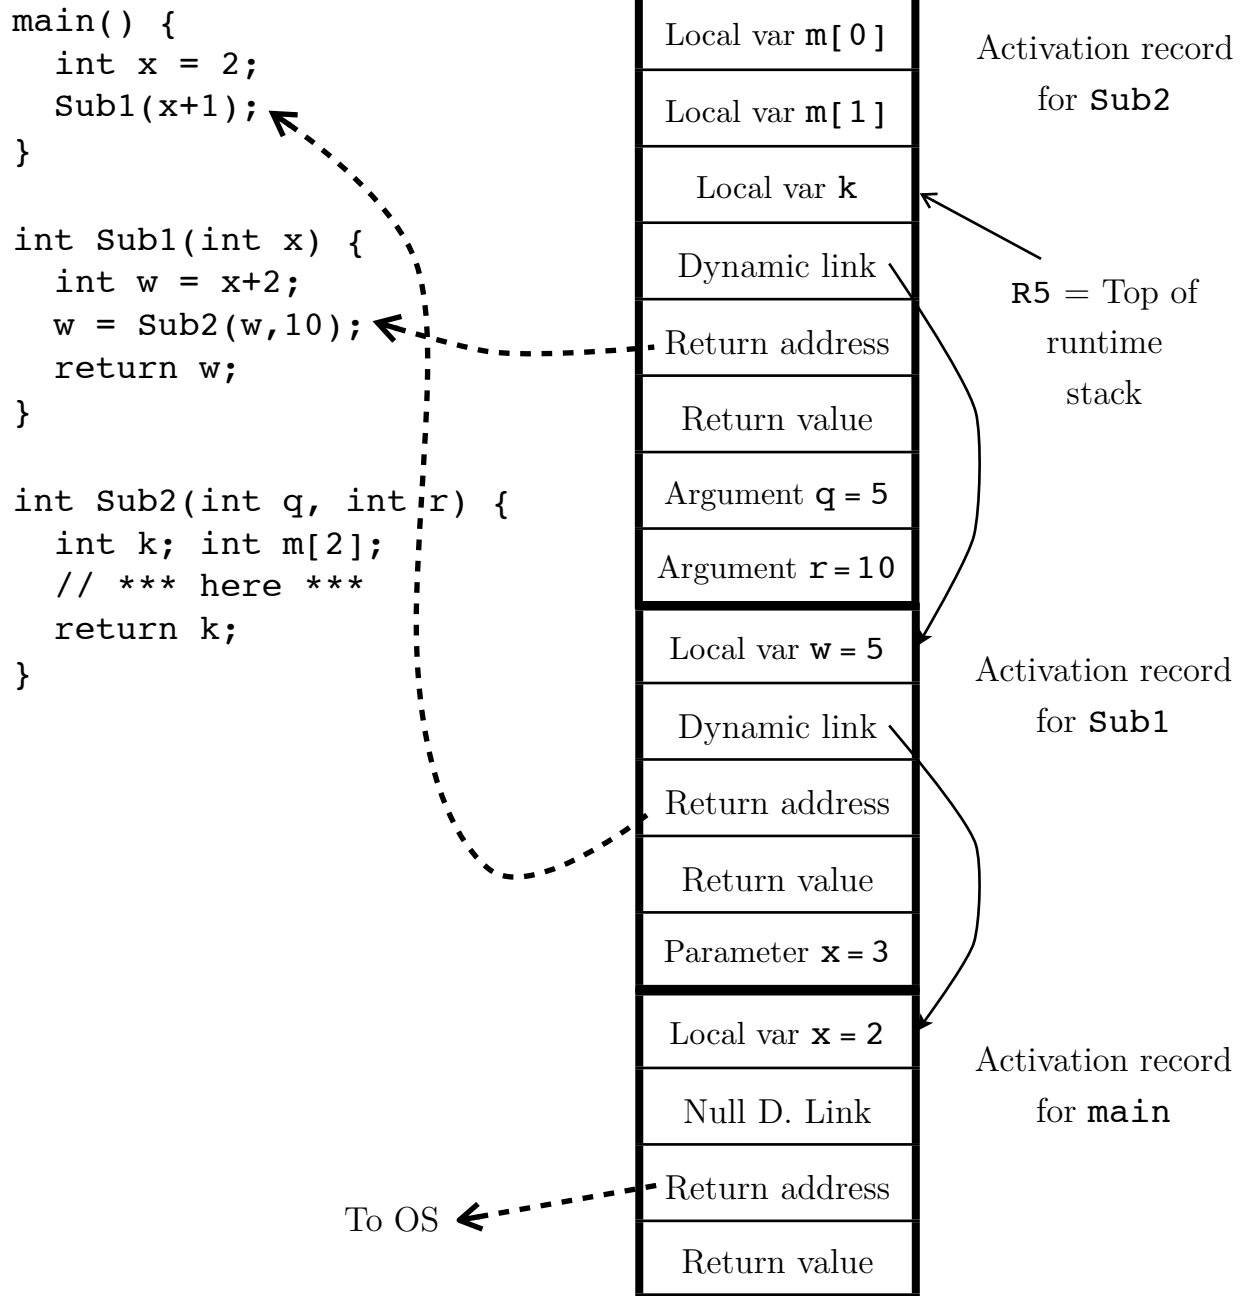 main() {
  int x = 2;
  Sub1(x+1);
}
int Sub1(int x) {
  int w = x+2;
  w = Sub2(w,10);
  return w;
}
int Sub2(int q, int r) {
  int k; int m[2];
  // *** here ***
  return k;
}
To OS
Local var m[0]
Local var m[1]
Local var k
Dynamic link
Return address
Return value
Argument q = 5
Argument r = 10
Local var w = 5
Dynamic link
Return address
Return value
Parameter x = 3
Local var x = 2
Null D. Link
Return address
Return value
Activation record
for Sub2
R5 = Top of
runtime
stack
Activation record
for Sub1
Activation record
for main